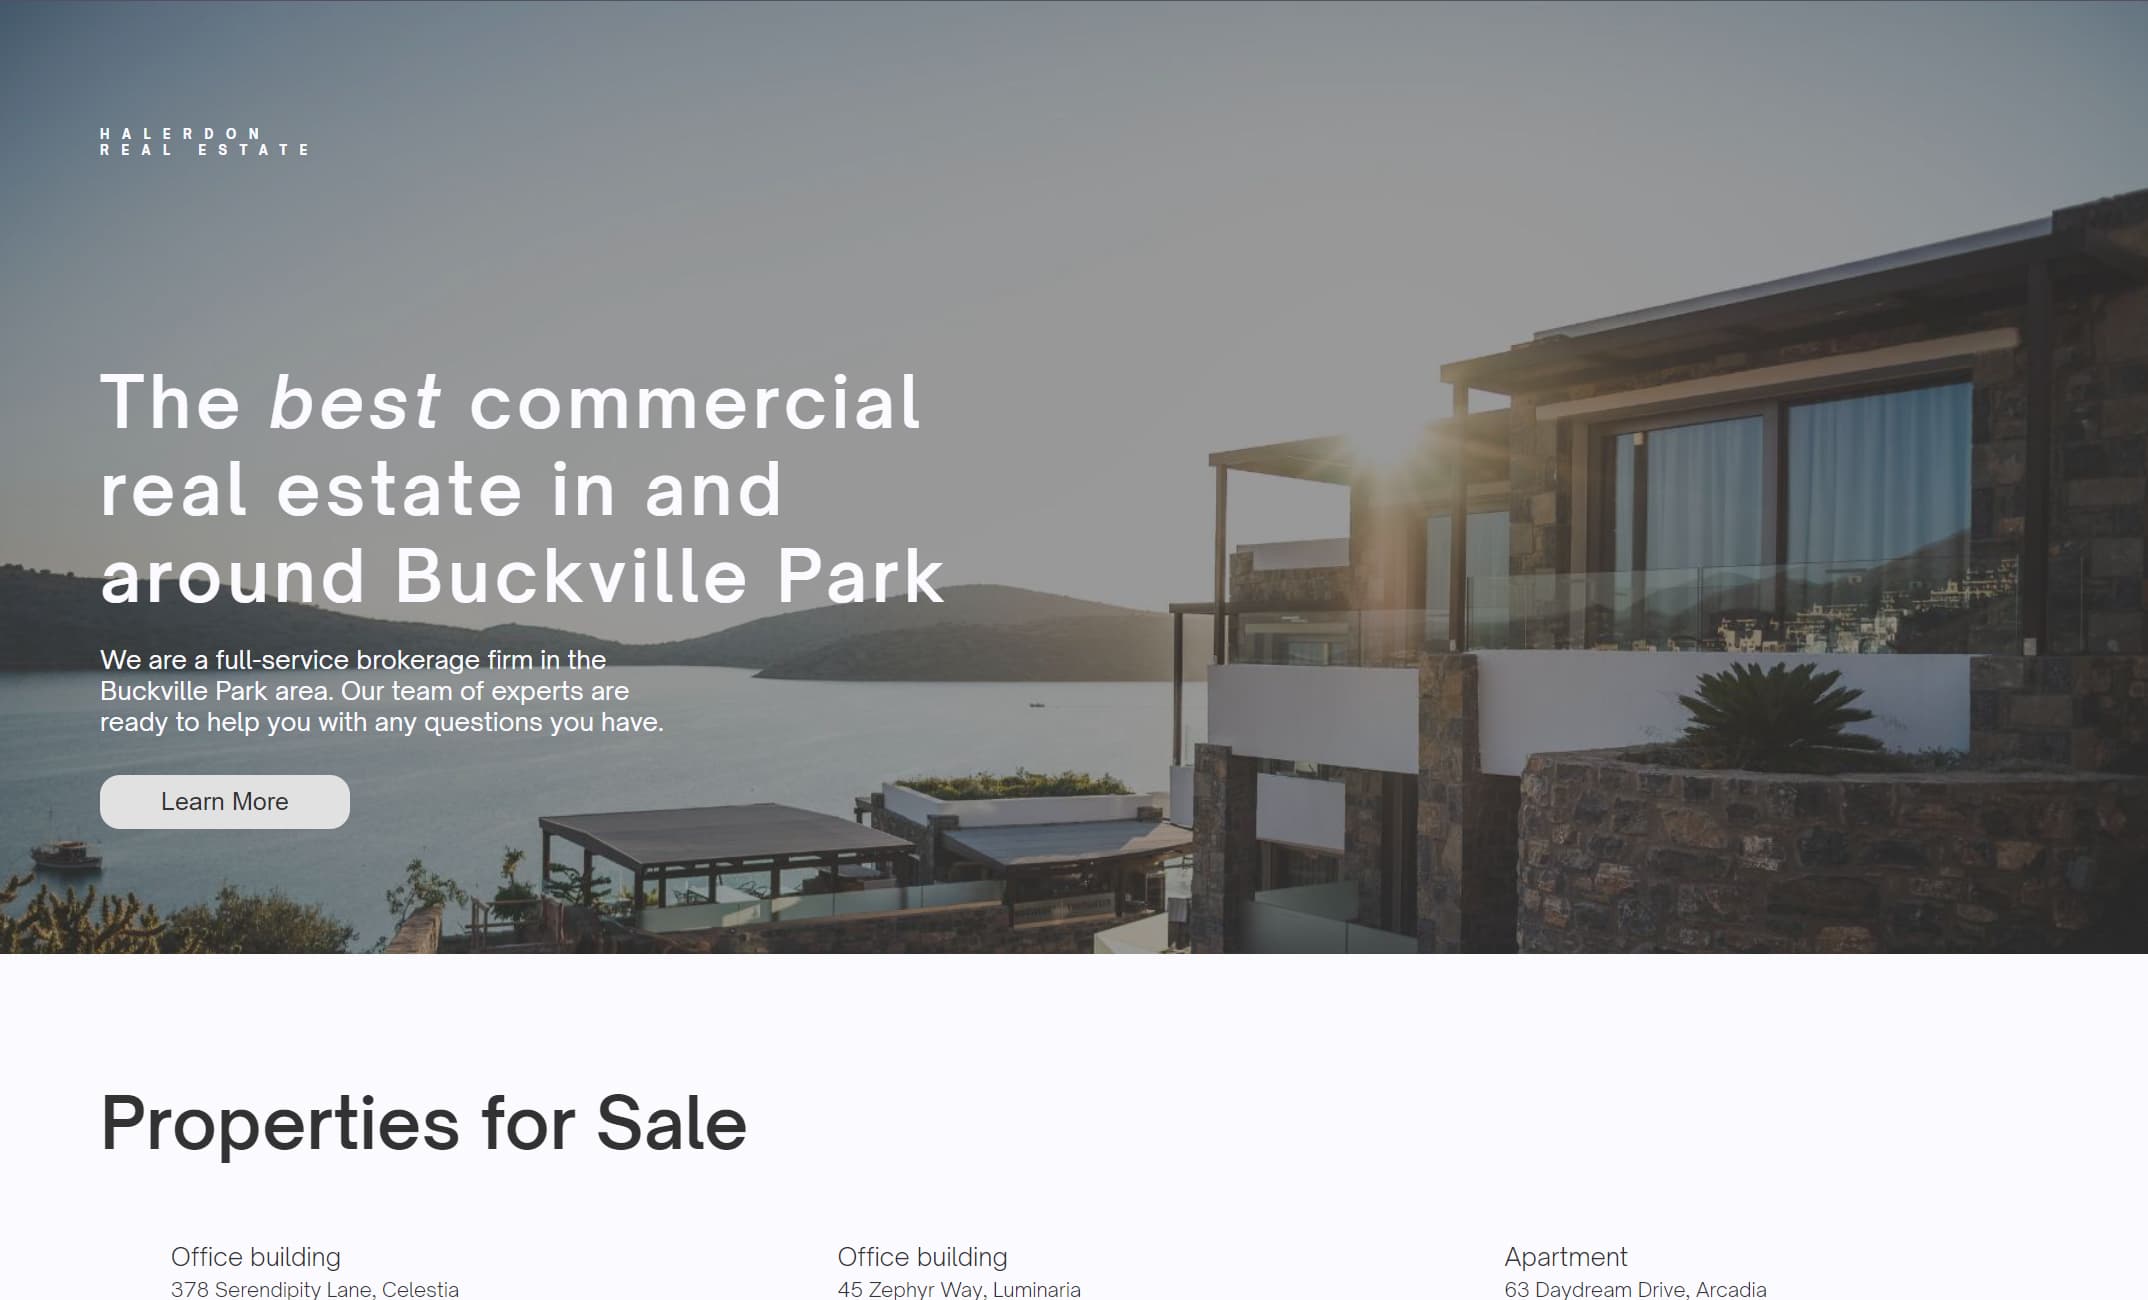 HALERDON
REAL ESTATE
The best commercial
real estate in and
around Buckville Park
We are a full-service brokerage firm in the
Buckville Park area. Our team of experts are
ready to help you with any questions you have.
Learn More
Properties for Sale
Office building
378 Serendipity Lane, Celestia
Office building
45 Zephyr Way, Luminaria
Apartment
63 Daydream Drive, Arcadia